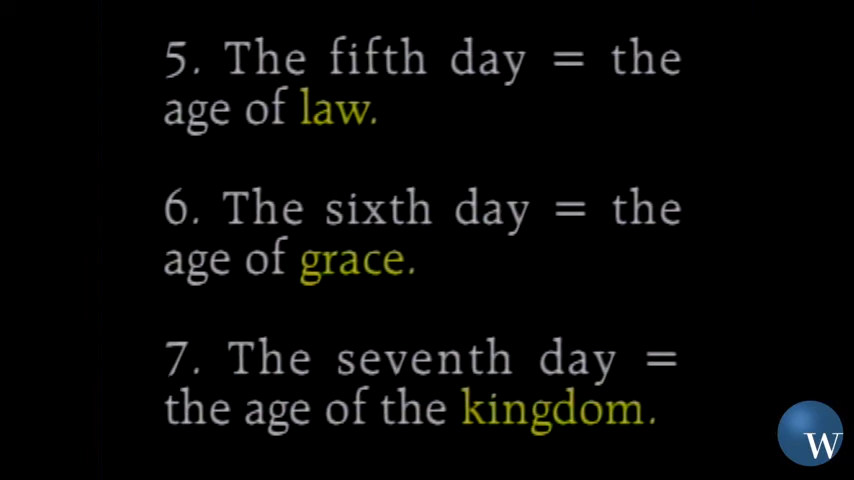 5. The fifth day = the
age of law.
6. The sixth day = the
age of grace.
7. The seventh day =
the age of the kingdom.
W